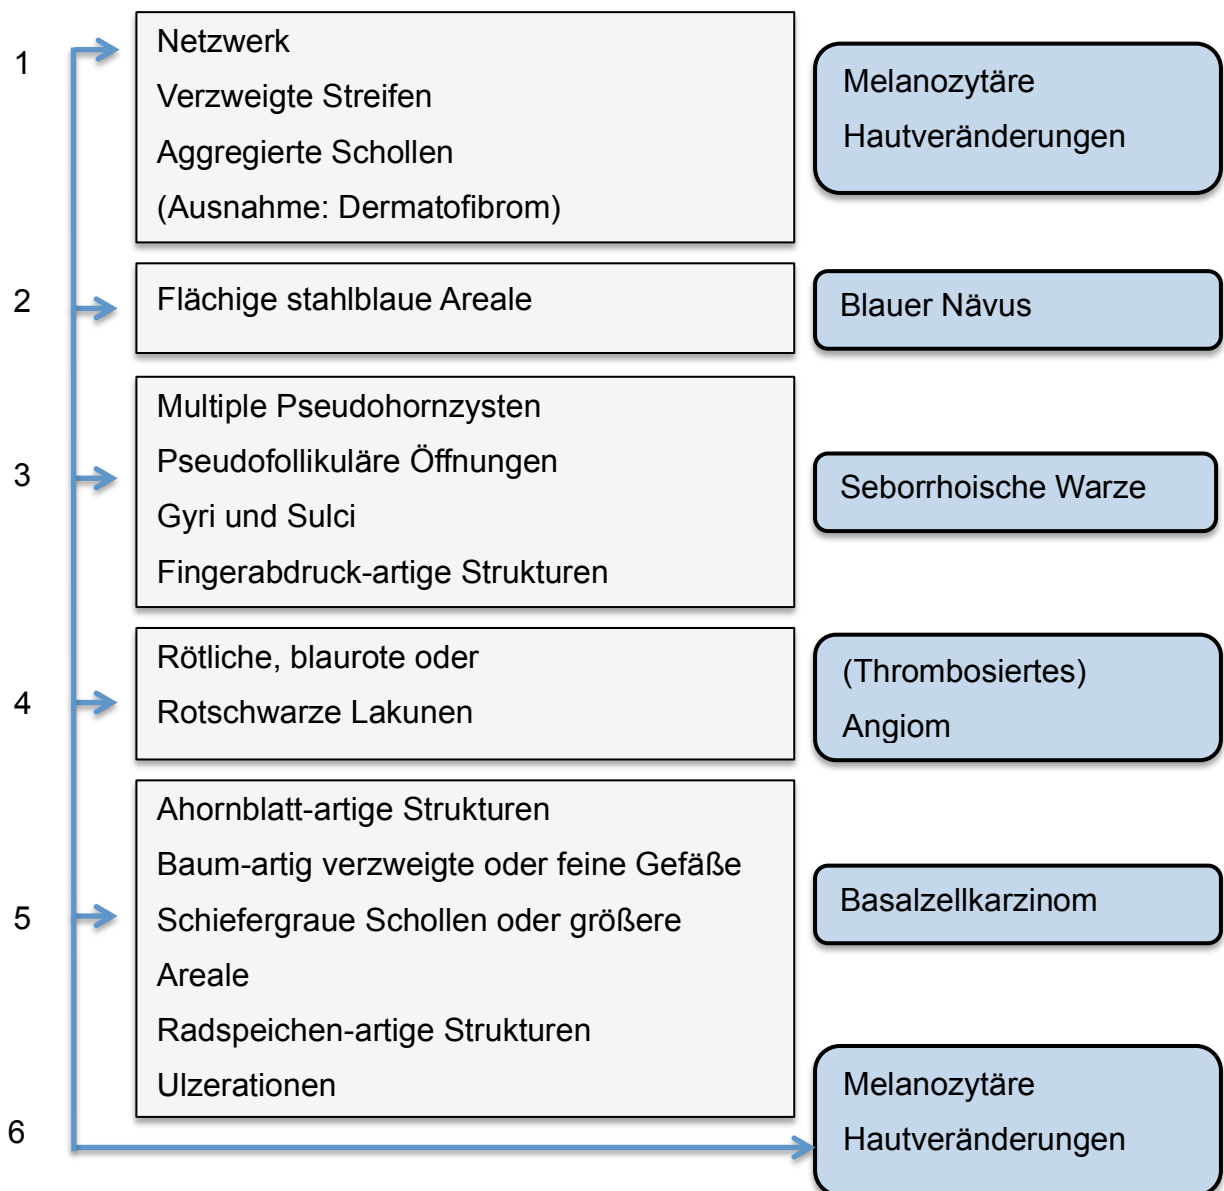 1
Netzwerk
Verzweigte Streifen
Aggregierte Schollen
(Ausnahme: Dermatofibrom)
Melanozytäre
Hautveränderungen
2
Flächige stahlblaue Areale
Blauer Nävus
3
Multiple Pseudohornzysten
Pseudofollikuläre Öffnungen
Gyri und Sulci
Fingerabdruck-artige Strukturen
Seborrhoische Warze
4
Rötliche, blaurote oder
Rotschwarze Lakunen
(Thrombosiertes)
Angiom
5
Ahornblatt-artige Strukturen
Baum-artig verzweigte oder feine Gefäße
Schiefergraue Schollen oder größere
Areale
Radspeichen-artige Strukturen
Ulzerationen
Basalzellkarzinom
6
Melanozytäre
Hautveränderungen